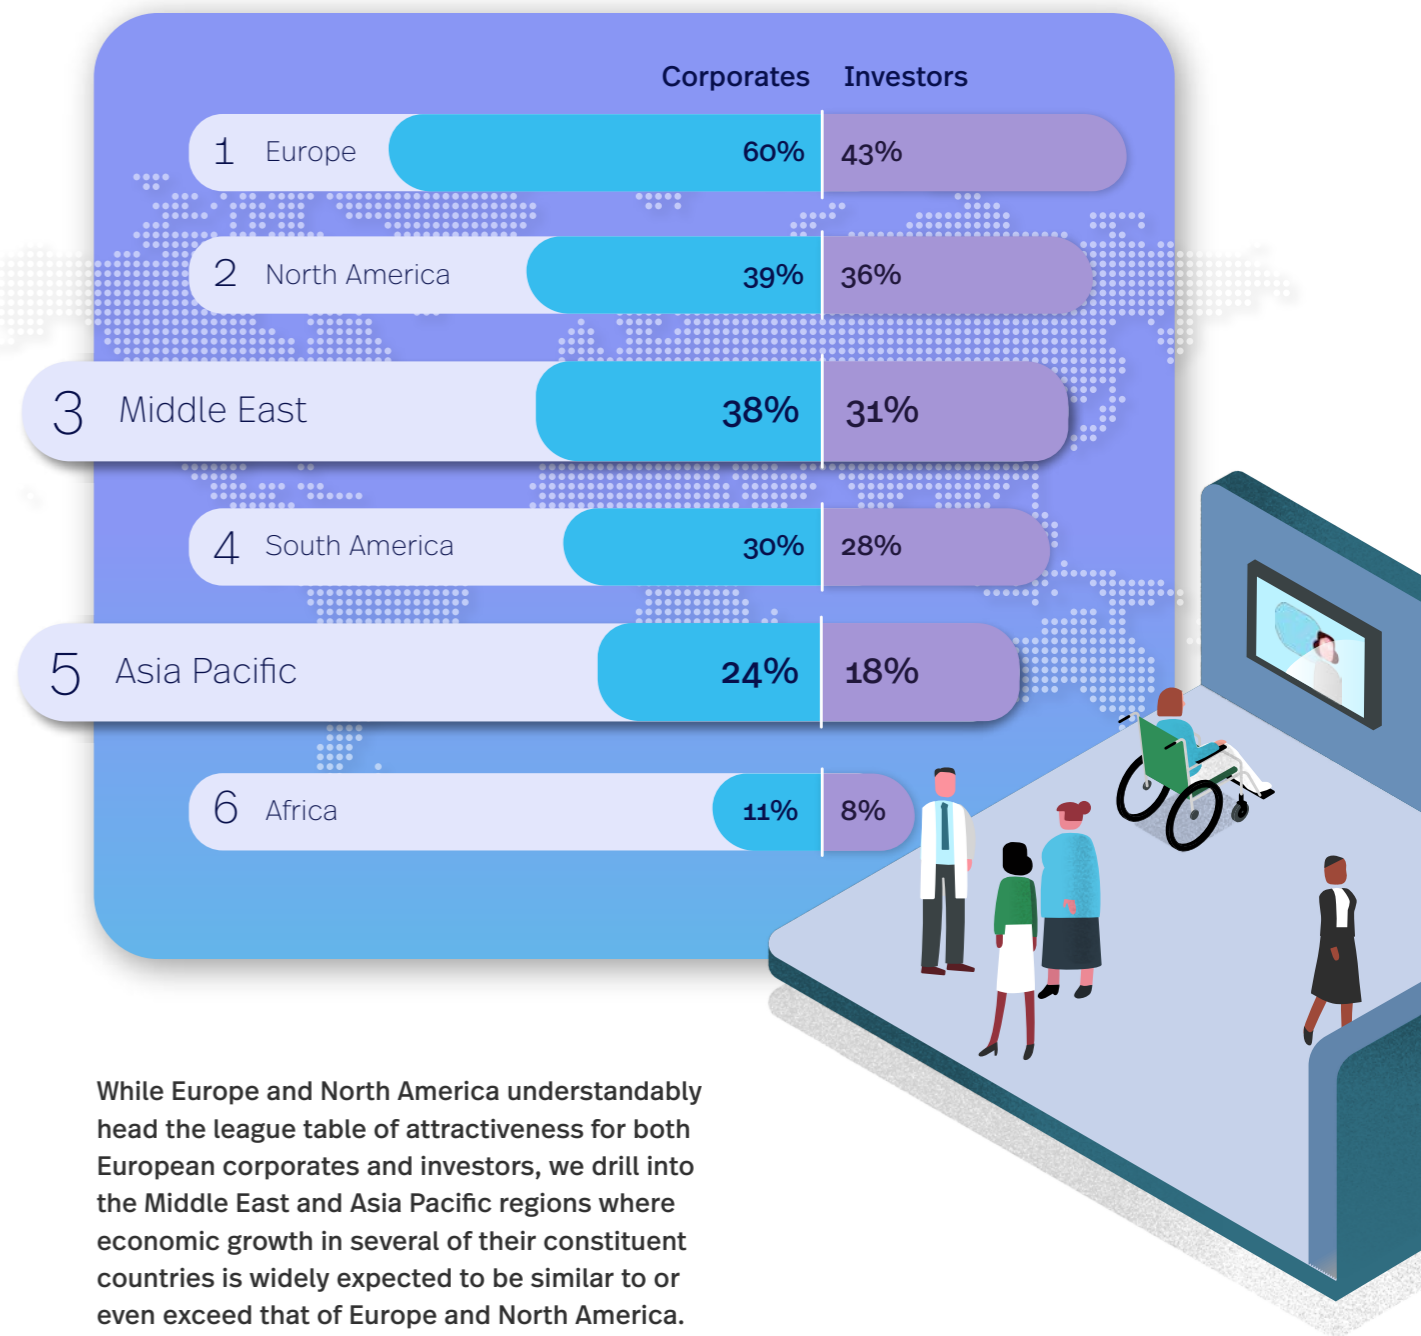 Corporates Investors
1 Europe 60% 43%
2 North America 39% 36%
3 Middle East 38% 31%
4 South America 30% 28%
5 Asia Pacific 24% 18%
6 Africa 11% 8%
While Europe and North America understandably
head the league table of attractiveness for both
European corporates and investors, we drill into
the Middle East and Asia Pacific regions where
economic growth in several of their constituent
countries is widely expected to be similar to or
even exceed that of Europe and North America.